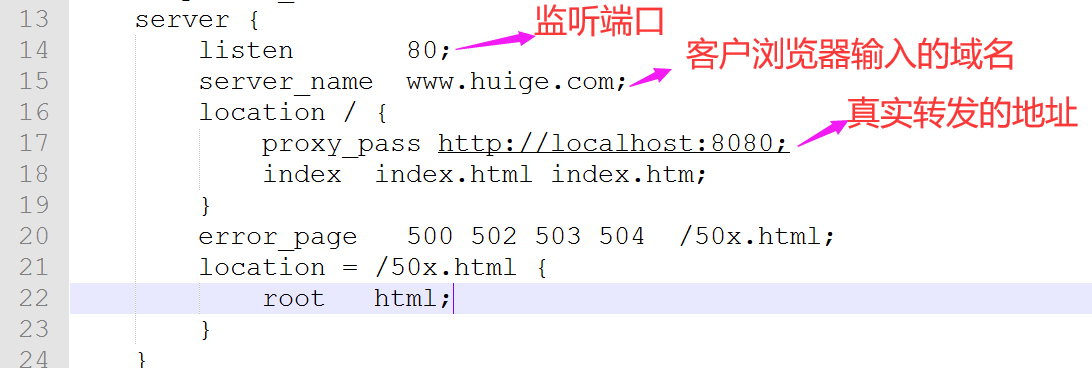 13 server {
监听端口
14 listen 80;
客户浏览器输入的域名
15 server_name www.huige.com;
16 location / {
真实转发的地址
17 proxy_pass http://localhost:8080;
18 index index.html index.htm;
19 }
20 error_page 500 502 503 504 /50x.html;
21 location = /50x.html {
22 root html;
23 }
24 }